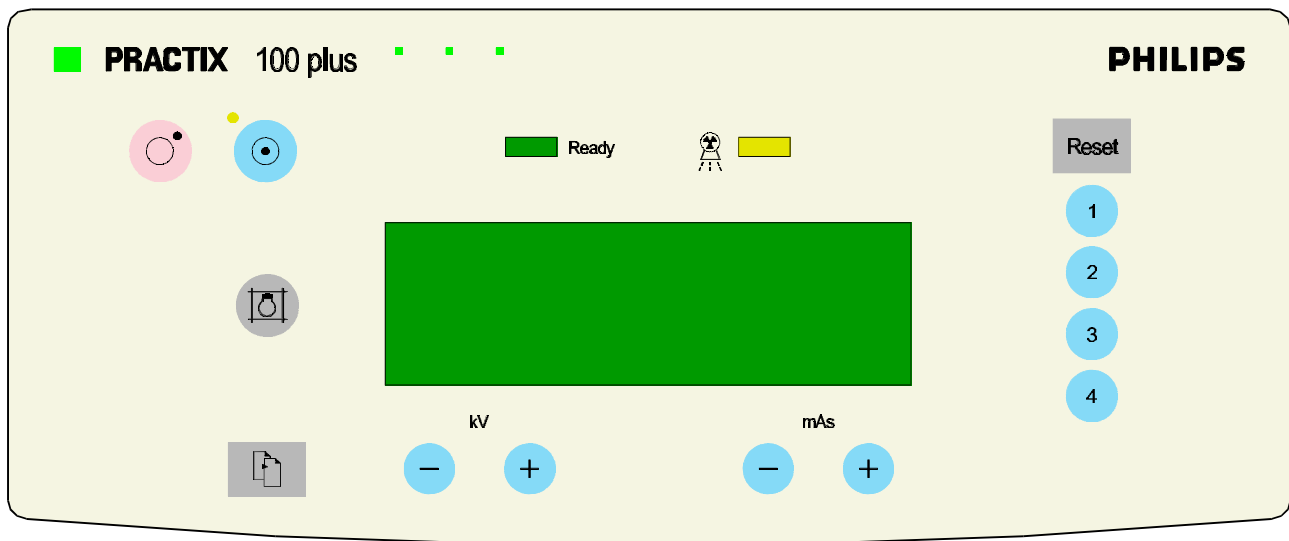 PRACTIX 100 plus
PHILIPS
Ready
Reset
1
2
3
4
kV
mAs
− +
− +